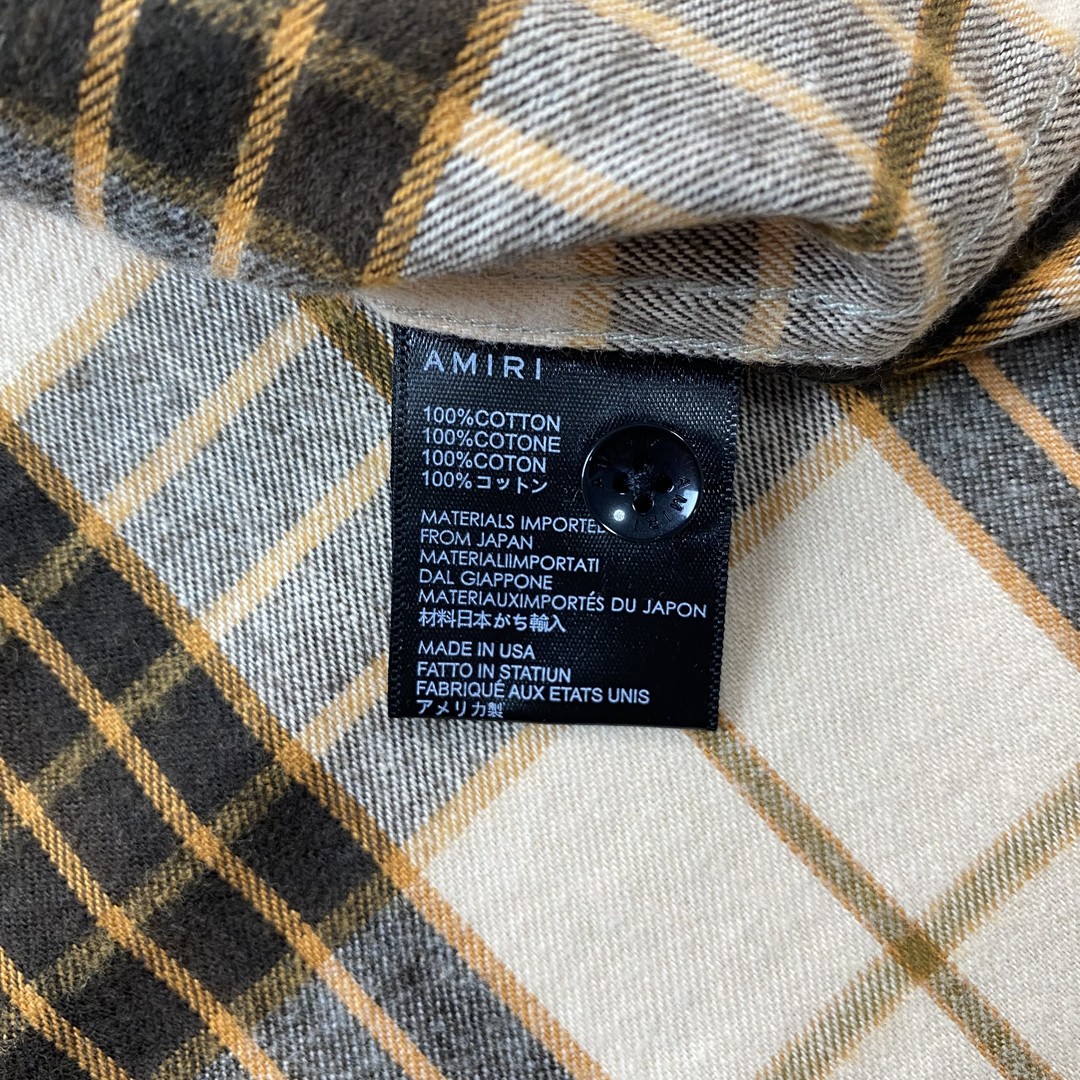 AMIRI
100%COTTON
100%COTONE
100%COTON
100%コットン
MATERIALS IMPORTED
FROM JAPAN
MATERIALIIMPORTATI
DAL GIAPPONE
MATERIAUXIMPORTÉS DU JAPON
材料日本がち輸入
MADE IN USA
FATTO IN STATIUN
FABRIQUÉ AUX ETATS UNIS
アメリカ製